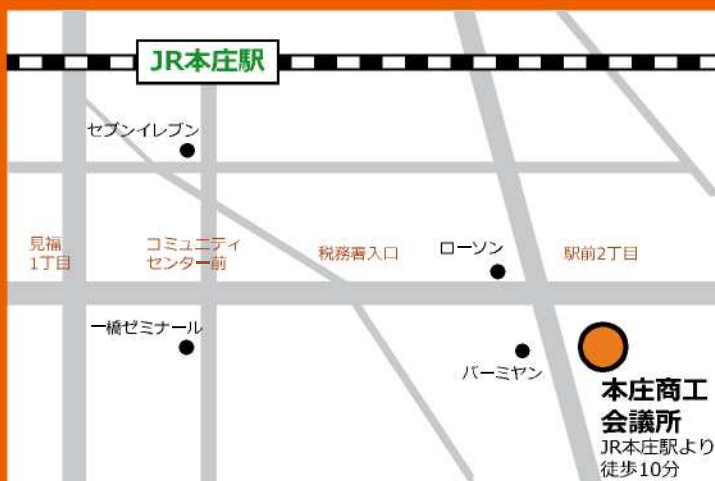 JR本庄駅
セブンイレブン
見福
1丁目
コミュニティ
センター前
税務署入口
ローソン
駅前2丁目
一橋ゼミナール
バーミヤン
本庄商工
会議所
JR本庄駅より
徒歩10分